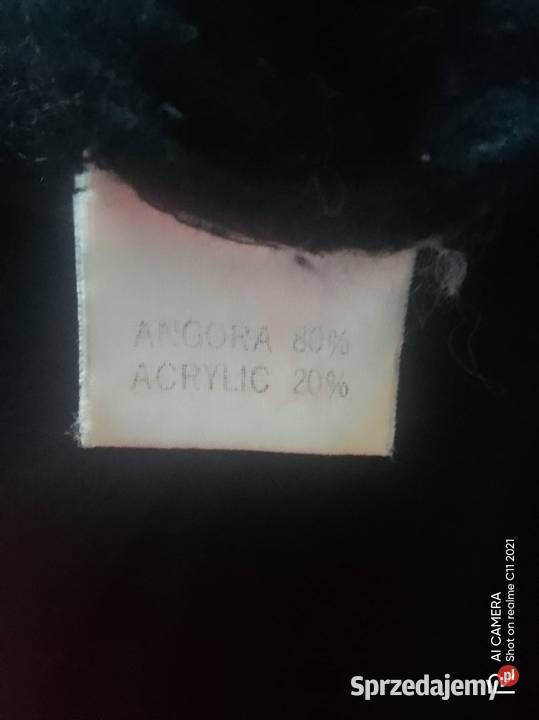 ANGORA 80%
ACRYLIC 20%
AI CAMERA
Shot on realme C11 2021
Sprzedajemy.pl